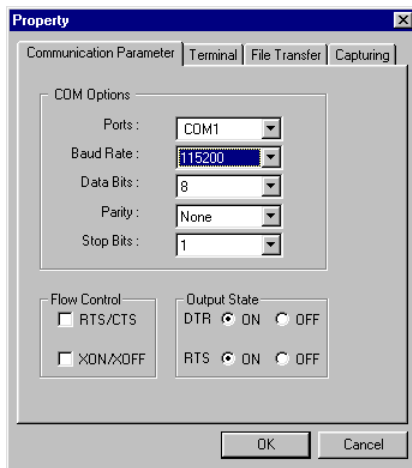 Property
Communication Parameter Terminal File Transfer Capturing
COM Options
Ports : COM1
Baud Rate : 115200
Data Bits : 8
Parity : None
Stop Bits : 1
Flow Control Output State
RTS/CTS DTR ON OFF
XON/XOFF RTS ON OFF
OK Cancel